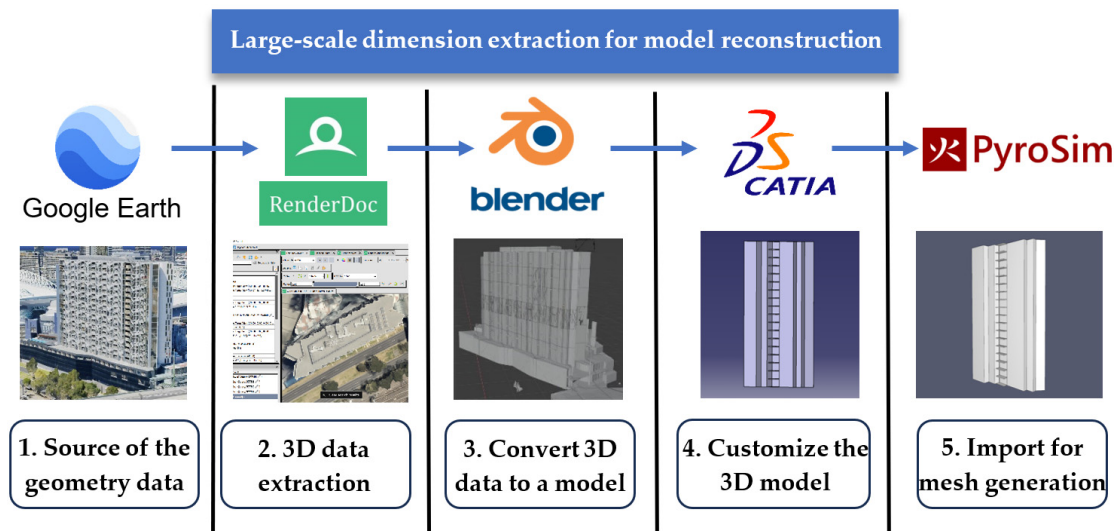 Large-scale dimension extraction for model reconstruction
Google Earth
RenderDoc
blender
DS
CATIA
火 PyroSim
1. Source of the
geometry data
2. 3D data
extraction
3. Convert 3D
data to a model
4. Customize the
3D model
5. Import for
mesh generation